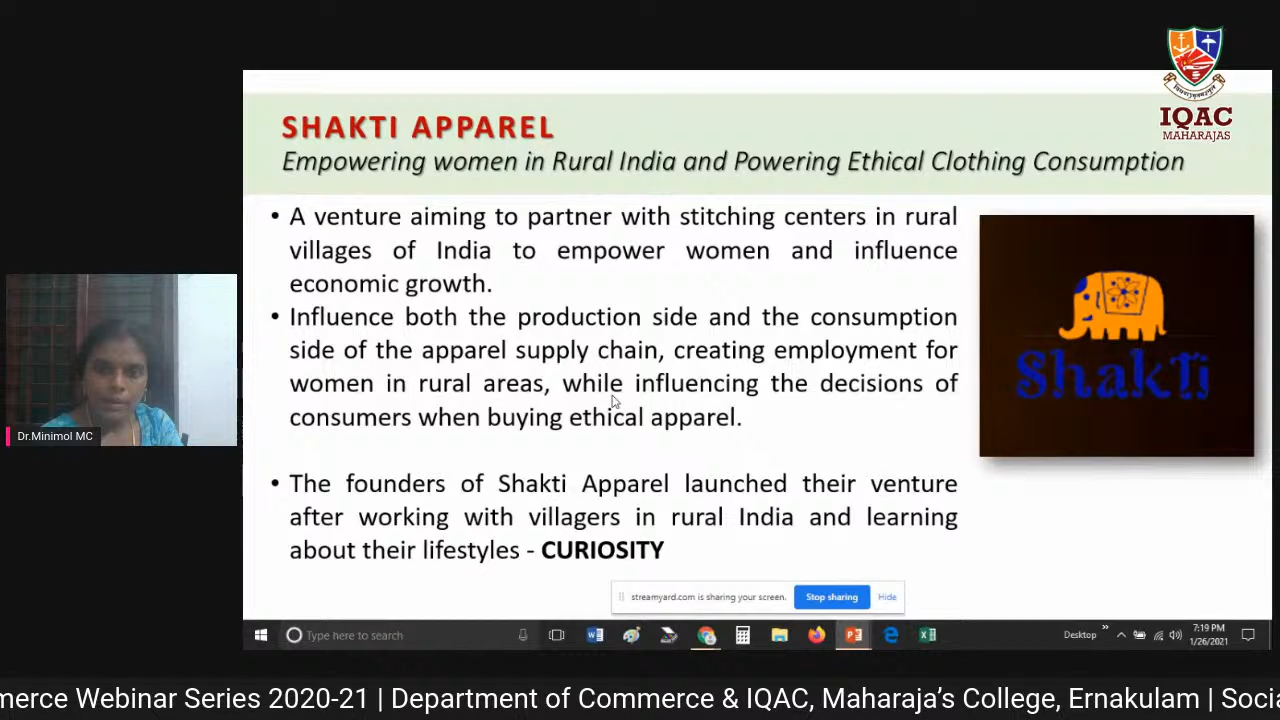 IQAC
MAHARAJAS
SHAKTI APPAREL
Empowering women in Rural India and Powering Ethical Clothing Consumption
• A venture aiming to partner with stitching centers in rural
villages of India to empower women and influence
economic growth.
• Influence both the production side and the consumption
side of the apparel supply chain, creating employment for
women in rural areas, while influencing the decisions of
consumers when buying ethical apparel.
• The founders of Shakti Apparel launched their venture
after working with villagers in rural India and learning
about their lifestyles - CURIOSITY
Shakti
Dr.Minimol MC
streamyard.com is sharing your screen.
Stop sharing
Hide
Type here to search
Desktop
7:19 PM
1/26/2021
merce Webinar Series 2020-21 | Department of Commerce & IQAC, Maharaja's College, Ernakulam | Socia